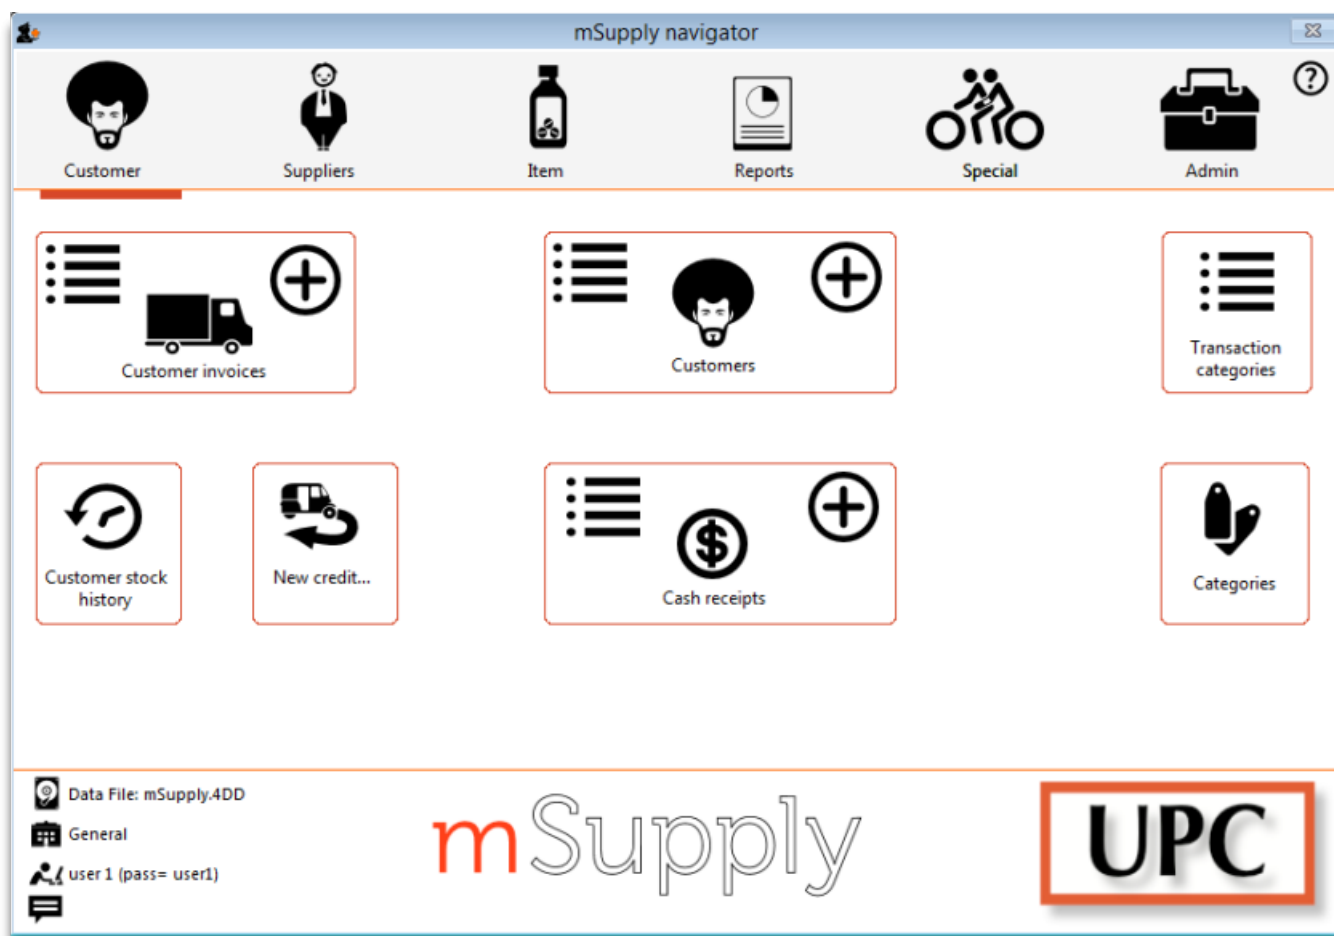 mSupply navigator
Customer
Suppliers
Item
Reports
Special
Admin
?
Customer invoices
Customers
Transaction
categories
Customer stock
history
New credit...
$
Cash receipts
Categories
Data File: mSupply.4DD
General
user 1 (pass= user1)
mSupply
UPC